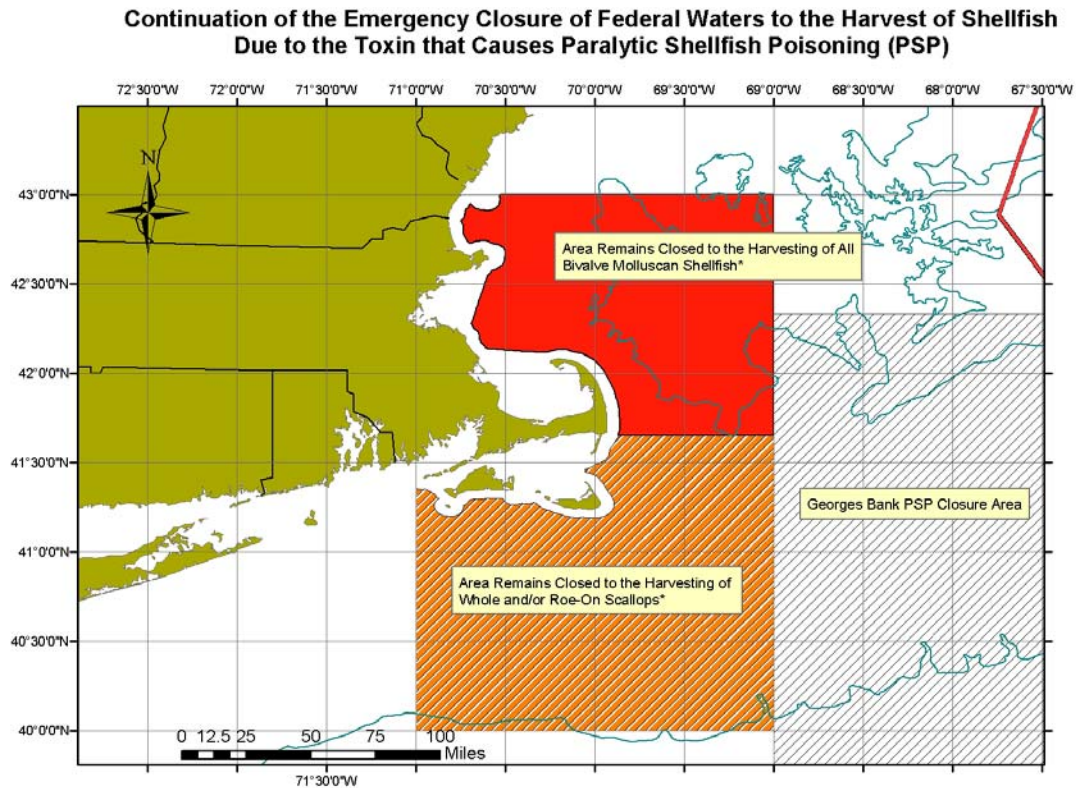 Continuation of the Emergency Closure of Federal Waters to the Harvest of Shellfish
Due to the Toxin that Causes Paralytic Shellfish Poisoning (PSP)
72°30'0"W 72°0'0"W 71°30'0"W 71°0'0"W 70°30'0"W 70°0'0"W 69°30'0"W 69°0'0"W 68°30'0"W 68°0'0"W 67°30'0"W
N
43°0'0"N
Area Remains Closed to the Harvesting of All
Bivalve Molluscan Shellfish*
42°30'0"N
42°0'0"N
41°30'0"N
Georges Bank PSP Closure Area
41°0'0"N
Area Remains Closed to the Harvesting of
Whole and/or Roe-On Scallops*
40°30'0"N
40°0'0"N
0 12.5 25 50 75 100
Miles
71°30'0"W